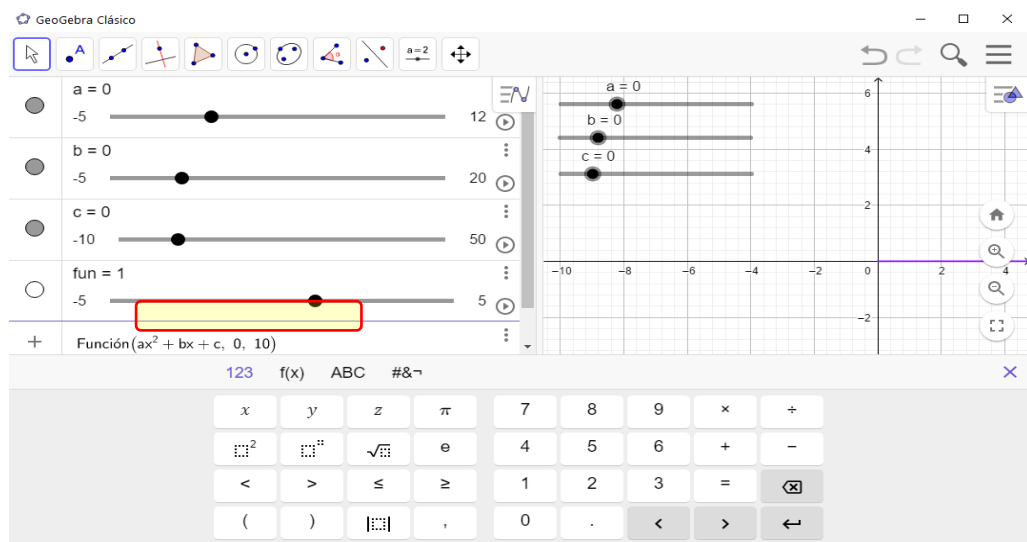 GeoGebra Clásico
A
a=2
a = 0
-5
12
b = 0
-5
20
c = 0
-10
50
fun = 1
-5
5
+
Función(ax² + bx + c, 0, 10)
a = 0
b = 0
c = 0
6
4
2
−10 −8 −6 −4 −2 0 2 4
−2
123 f(x) ABC #&¬
x y z π 7 8 9 × ÷
² √ e 4 5 6 + −
< > ≤ ≥ 1 2 3 =
( ) | | , 0 . < >